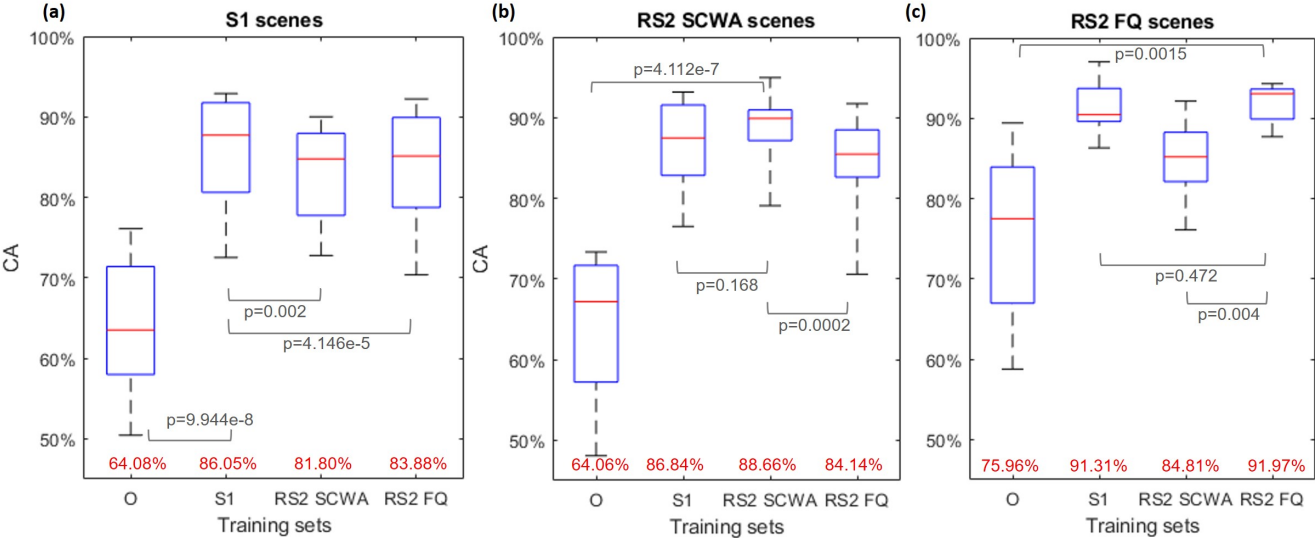 (a)
S1 scenes
100%
90%
80%
70%
60%
50%
CA
p=0.002
p=4.146e-5
p=9.944e-8
64.08% 86.05% 81.80% 83.88%
O S1 RS2 SCWA RS2 FQ
Training sets
(b)
RS2 SCWA scenes
100%
90%
80%
70%
60%
50%
CA
p=4.112e-7
p=0.168
p=0.0002
64.06% 86.84% 88.66% 84.14%
O S1 RS2 SCWA RS2 FQ
Training sets
(c)
RS2 FQ scenes
100%
90%
80%
70%
60%
50%
p=0.0015
p=0.472
p=0.004
75.96% 91.31% 84.81% 91.97%
O S1 RS2 SCWA RS2 FQ
Training sets